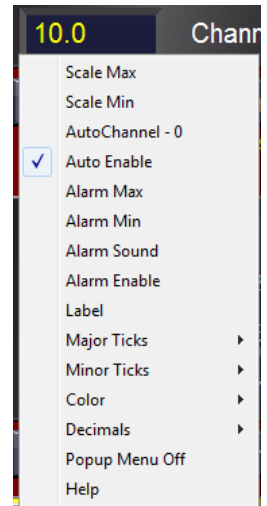 10.0 Chann
Scale Max
Scale Min
AutoChannel - 0
Auto Enable
Alarm Max
Alarm Min
Alarm Sound
Alarm Enable
Label
Major Ticks
Minor Ticks
Color
Decimals
Popup Menu Off
Help